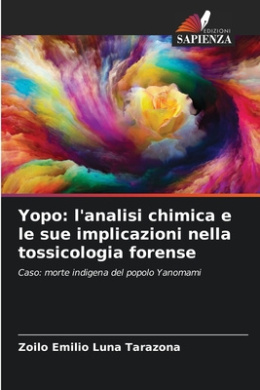 EDIZIONI
SAPIENZA
Yopo: l'analisi chimica e
le sue implicazioni nella
tossicologia forense
Caso: morte indigena del popolo Yanomami
Zoilo Emilio Luna Tarazona